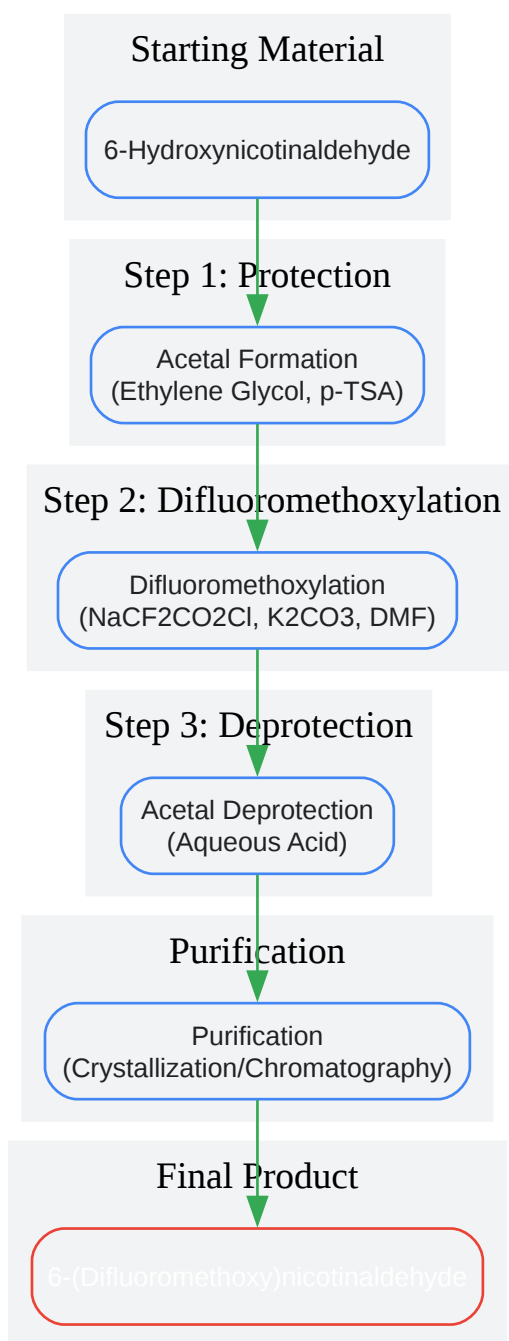 Starting Material
6-Hydroxynicotinaldehyde
Step 1: Protection
Acetal Formation
(Ethylene Glycol, p-TSA)
Step 2: Difluoromethoxylation
Difluoromethoxylation
(NaCF2CO2Cl, K2CO3, DMF)
Step 3: Deprotection
Acetal Deprotection
(Aqueous Acid)
Purification
Purification
(Crystallization/Chromatography)
Final Product
6-(Difluoromethoxy)nicotinaldehyde